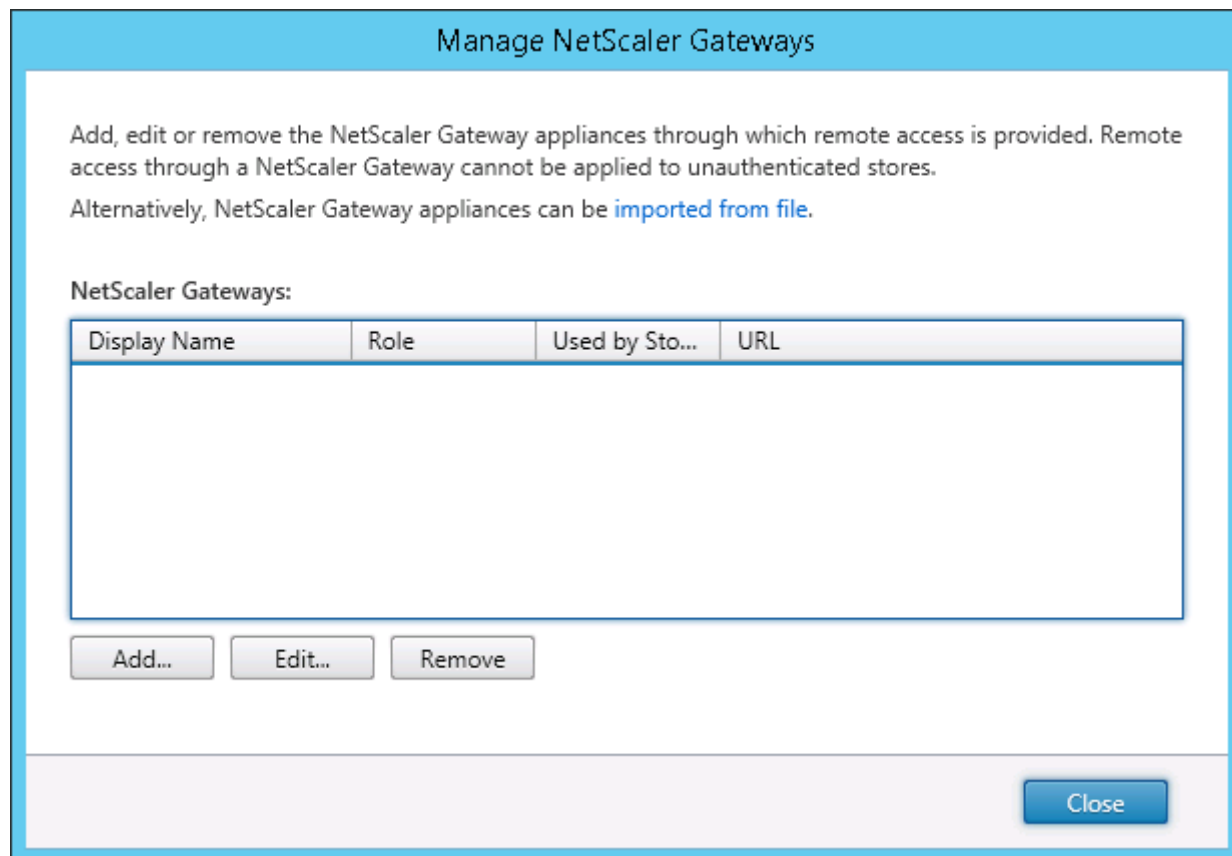 Manage NetScaler Gateways
Add, edit or remove the NetScaler Gateway appliances through which remote access is provided. Remote
access through a NetScaler Gateway cannot be applied to unauthenticated stores.
Alternatively, NetScaler Gateway appliances can be imported from file.
NetScaler Gateways:
Display Name Role Used by Sto... URL
Add... Edit... Remove
Close